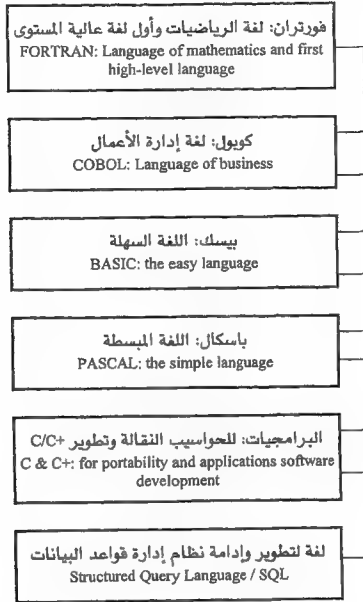 فورتران: لغة الرياضيات وأول لغة عالية المستوى
FORTRAN: Language of mathematics and first
high-level language
كوبول: لغة إدارة الأعمال
COBOL: Language of business
بيسك: اللغة السهلة
BASIC: the easy language
باسكال: اللغة المبسطة
PASCAL: the simple language
البرامجيات: للحواسيب النقالة وتطوير C/C+
C & C+: for portability and applications software
development
لغة لتطوير وإدامة نظام إدارة قواعد البيانات
Structured Query Language / SQL